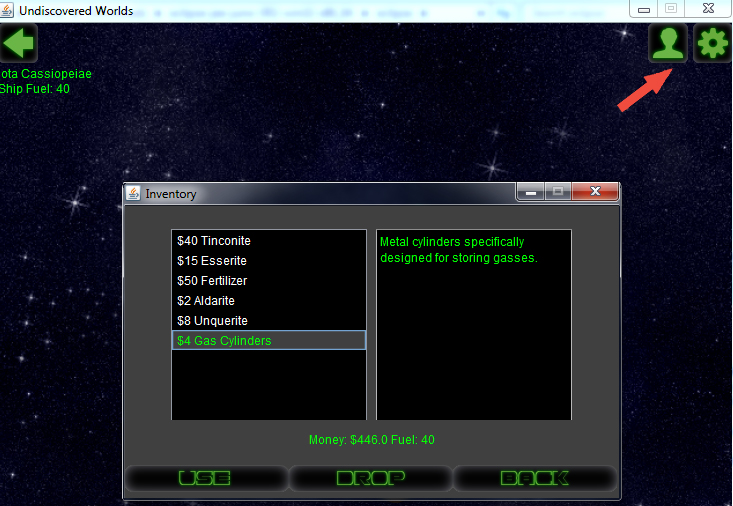 Undiscovered Worlds
ota Cassiopeiae
Ship Fuel: 40
Inventory
$40 Tinconite
$15 Esserite
$50 Fertilizer
$2 Aldarite
$8 Unquerite
$4 Gas Cylinders
Metal cylinders specifically
designed for storing gasses.
Money: $446.0 Fuel: 40
USE
DROP
BACK